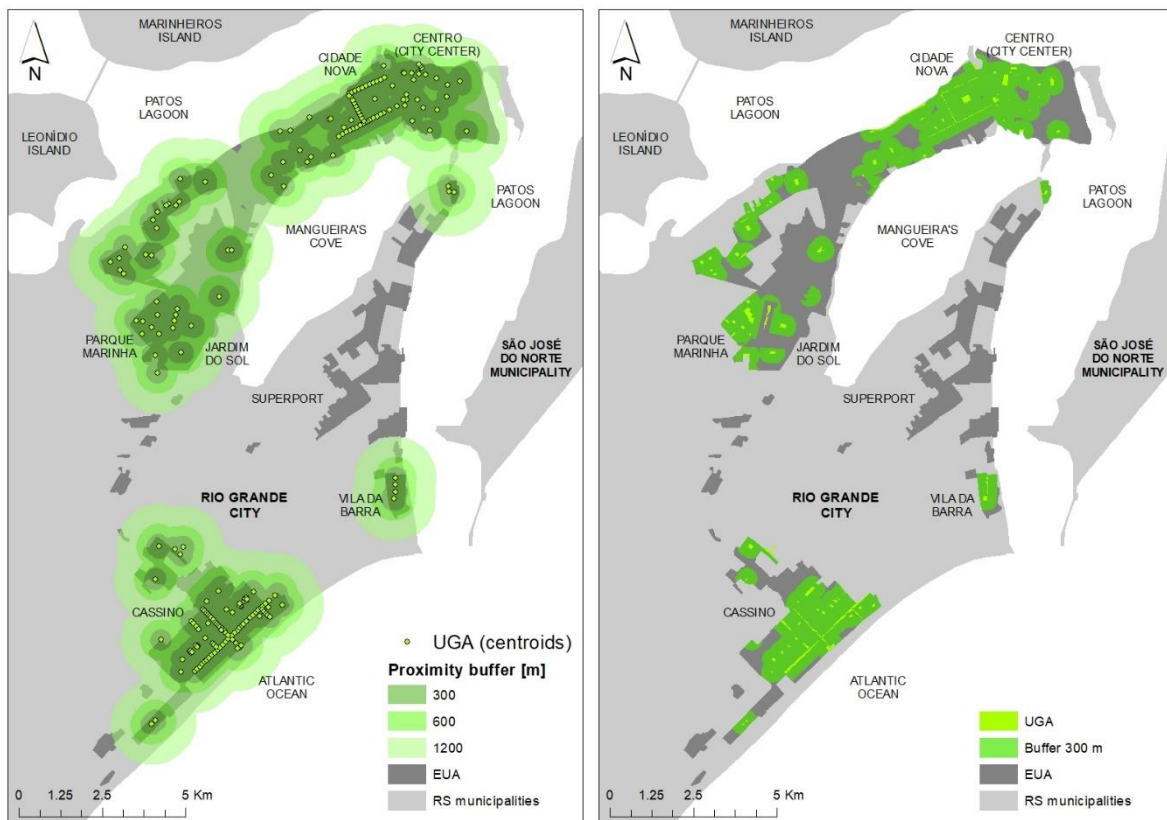 MARINHEIROS
ISLAND
CENTRO
(CITY CENTER)
CIDADE
NOVA
N
PATOS
LAGOON
LEONÍDIO
ISLAND
PATOS
LAGOON
MANGUEIRA'S
COVE
PARQUE
MARINHA
JARDIM
DO SOL
SÃO JOSÉ
DO NORTE
MUNICIPALITY
SUPERPORT
RIO GRANDE
CITY
VILA DA
BARRA
CASSINO
ATLANTIC
OCEAN
UGA (centroids)
Proximity buffer [m]
300
600
1200
EUA
RS municipalities
0 1.25 2.5 5 Km
MARINHEIROS
ISLAND
CENTRO
(CITY CENTER)
CIDADE
NOVA
N
PATOS
LAGOON
LEONÍDIO
ISLAND
PATOS
LAGOON
MANGUEIRA'S
COVE
PARQUE
MARINHA
JARDIM
DO SOL
SÃO JOSÉ
DO NORTE
MUNICIPALITY
SUPERPORT
RIO GRANDE
CITY
VILA DA
BARRA
CASSINO
ATLANTIC
OCEAN
UGA
Buffer 300 m
EUA
RS municipalities
0 1.25 2.5 5 Km